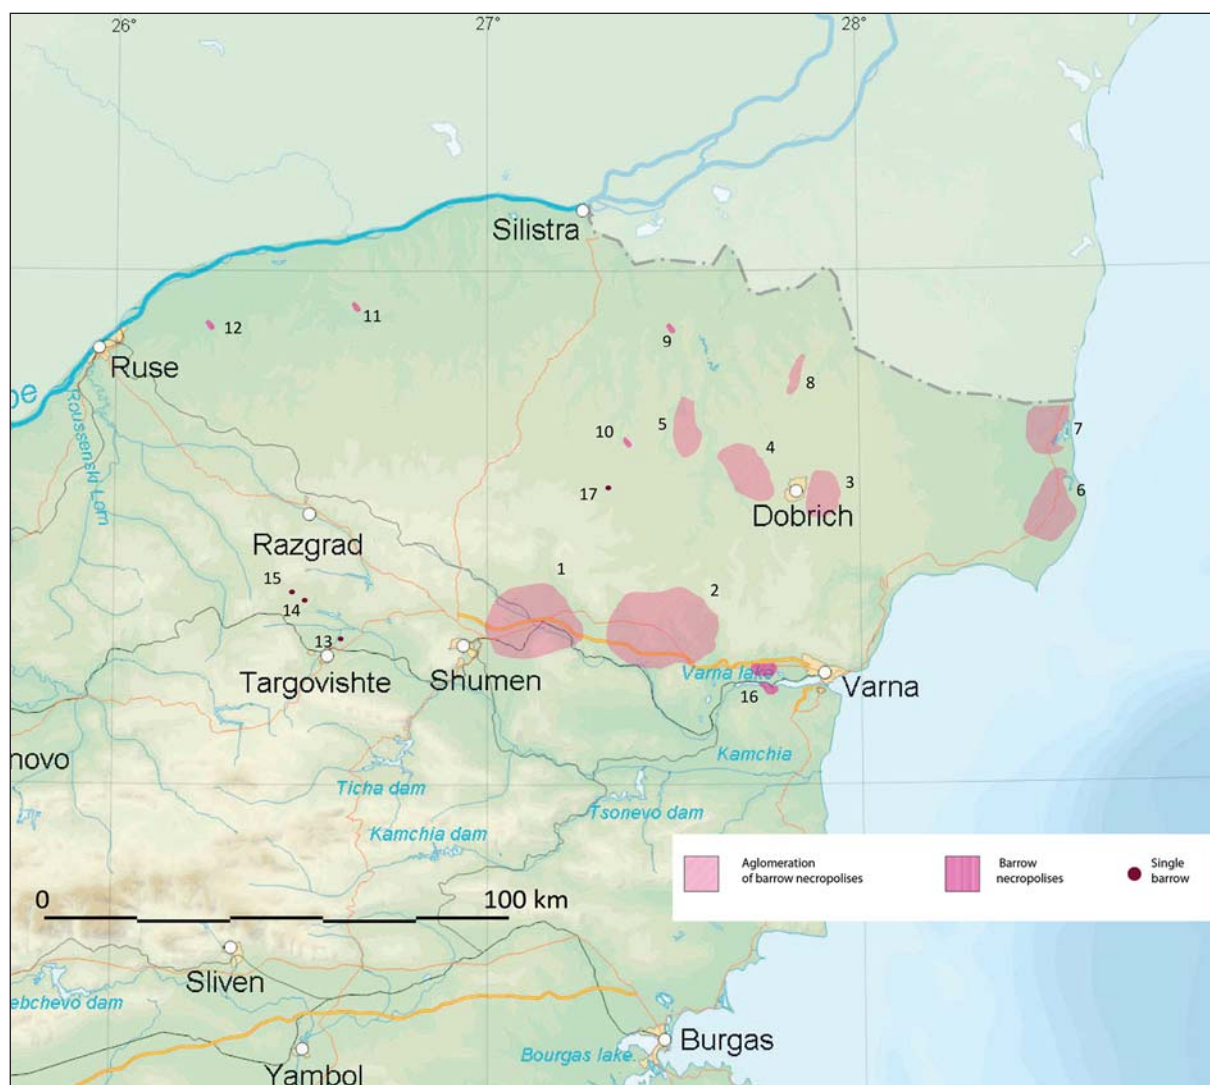 26°
27°
28°
Silistra
12
11
9
Ruse
8
Roussenski Lom
5
7
10
4
17
3
6
Dobrich
Razgrad
1
15
2
14
13
Targovishte
Shumen
Varna lake
Varna
16
novo
Kamchia
Ticha dam
Tsonevo dam
Kamchia dam
Aglomeration
of barrow necropolises
Barrow
necropolises
Single
barrow
0
100 km
Sliven
ebchevo dam
Burgas
Bourgas lake.
Yambol